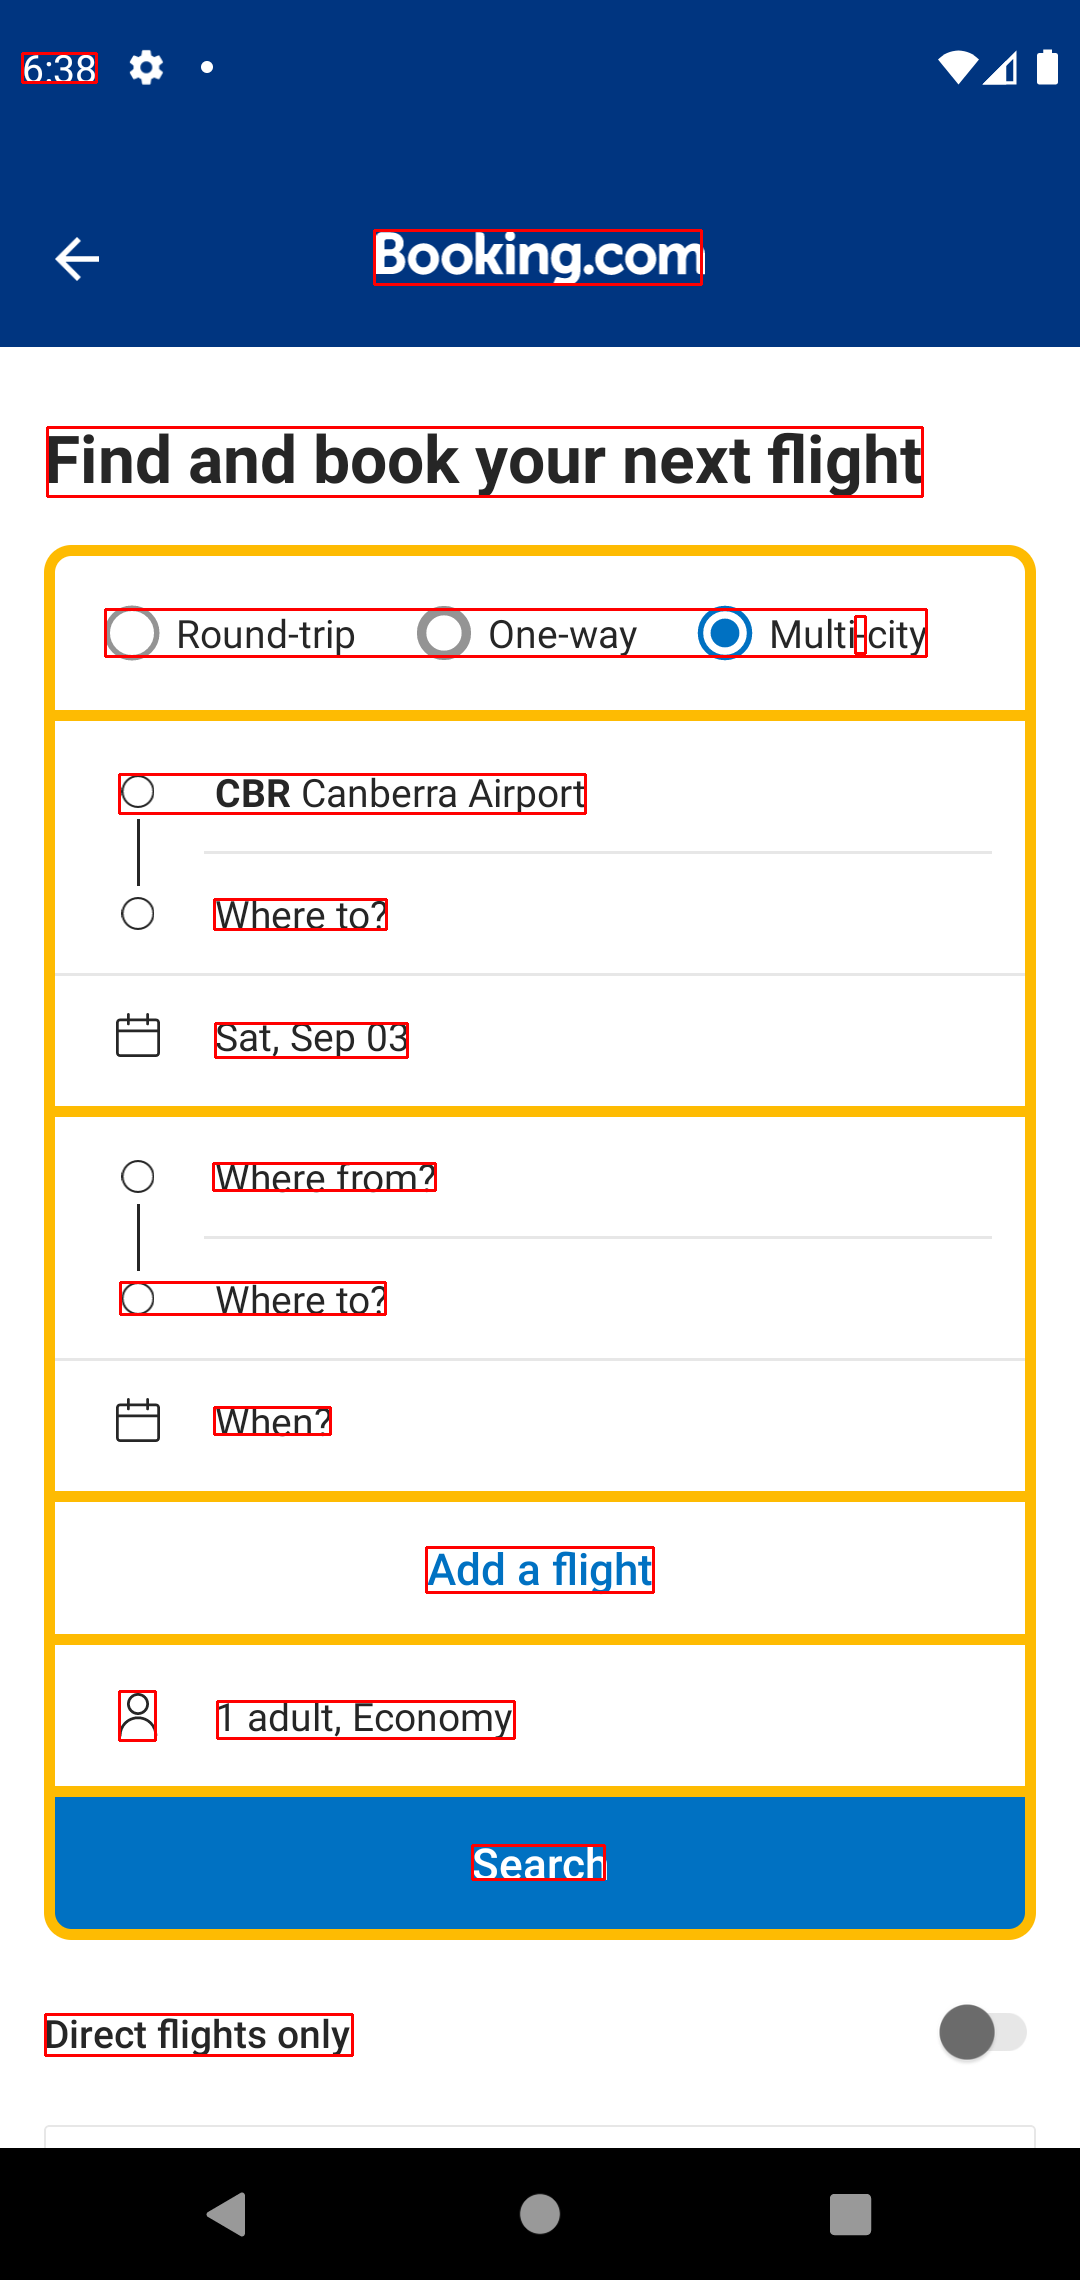 6:38
Booking.com
Find and book your next flight
Round-trip One-way Multi-city
CBR Canberra Airport
Where to?
Sat, Sep 03
Where from?
Where to?
When?
Add a flight
1 adult, Economy
Search
Direct flights only